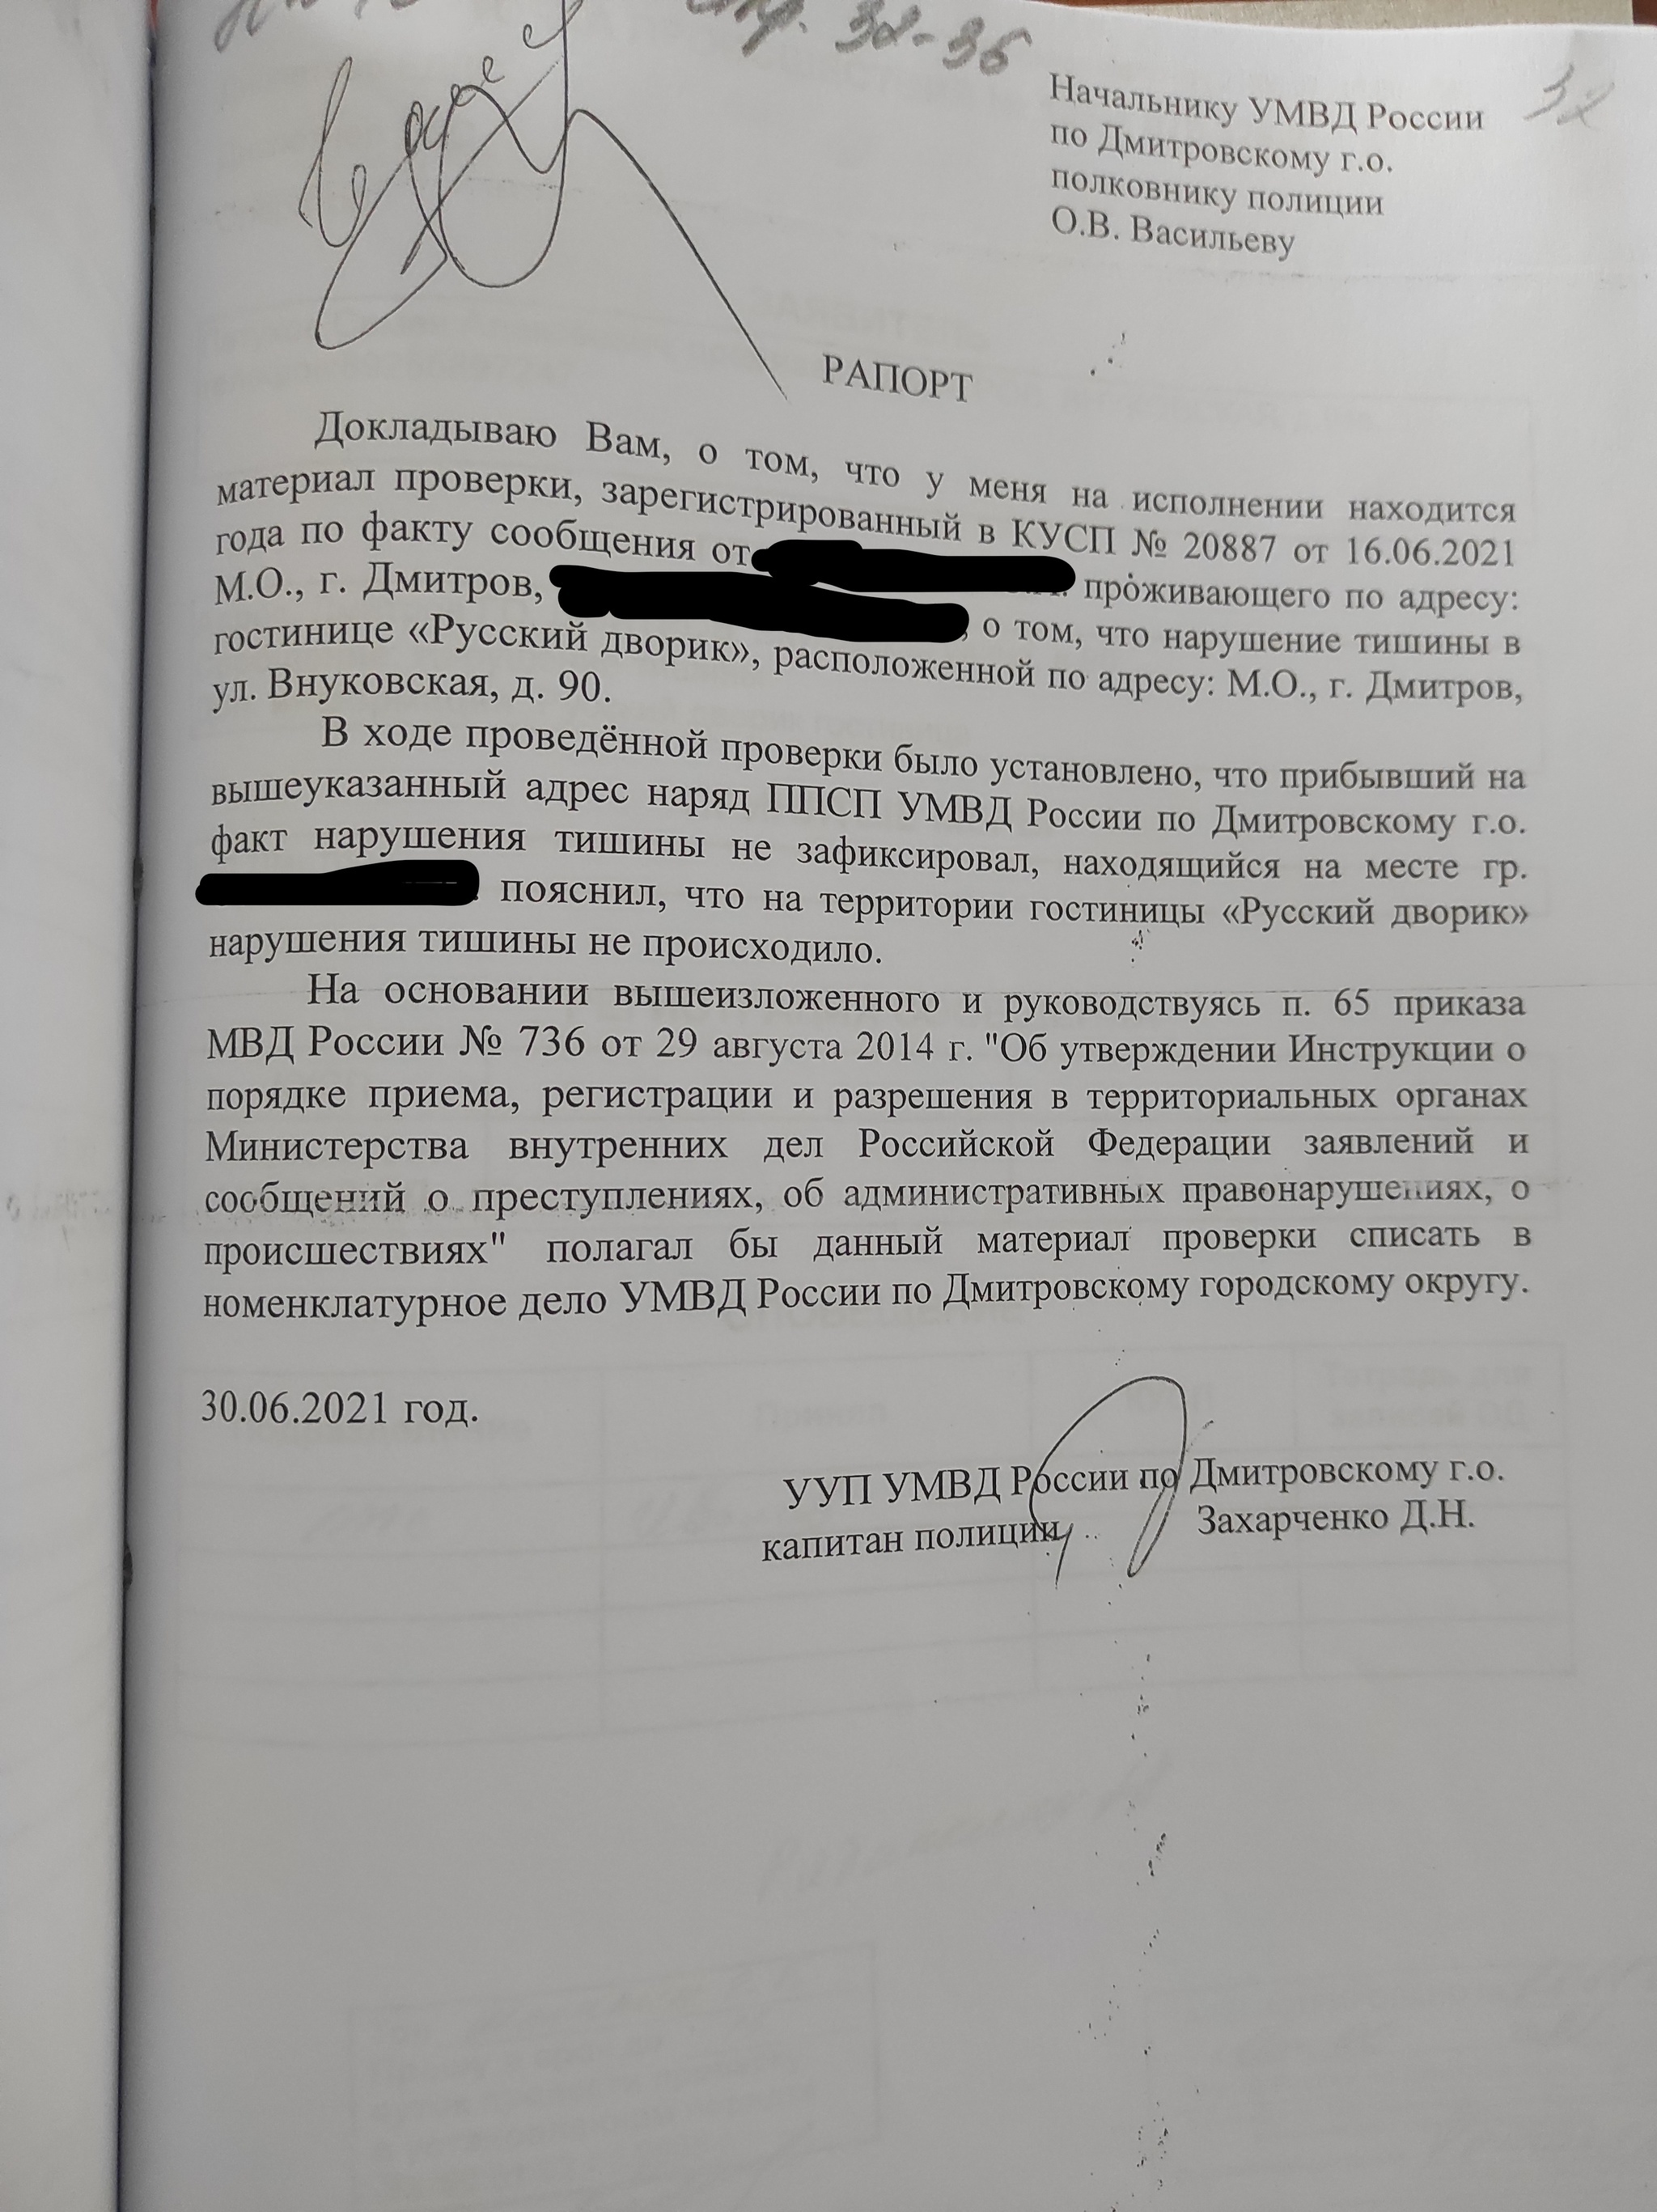 стр. 32-36
32
Начальнику УМВД России
по Дмитровскому г.о.
полковнику полиции
О.В. Васильеву
РАПОРТ
Докладываю Вам, о том, что у меня на исполнении находится
материал проверки, зарегистрированный в КУСП № 20887 от 16.06.2021
года по факту сообщения от проживающего по адресу:
М.О., г. Дмитров, , о том, что нарушение тишины в
гостинице «Русский дворик», расположенной по адресу: М.О., г. Дмитров,
ул. Внуковская, д. 90.
В ходе проведённой проверки было установлено, что прибывший на
вышеуказанный адрес наряд ППСП УМВД России по Дмитровскому г.о.
факт нарушения тишины не зафиксировал, находящийся на месте гр.
пояснил, что на территории гостиницы «Русский дворик»
нарушения тишины не происходило.
На основании вышеизложенного и руководствуясь п. 65 приказа
МВД России № 736 от 29 августа 2014 г. "Об утверждении Инструкции о
порядке приема, регистрации и разрешения в территориальных органах
Министерства внутренних дел Российской Федерации заявлений и
сообщений о преступлениях, об административных правонарушениях, о
происшествиях" полагал бы данный материал проверки списать в
номенклатурное дело УМВД России по Дмитровскому городскому округу.
30.06.2021 год.
УУП УМВД России по Дмитровскому г.о.
капитан полиции Захарченко Д.Н.